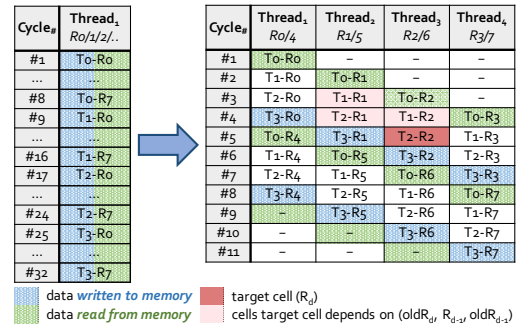 Cycle# Thread₁ R0/1/2/..
#1 T0-R0
... ...
#8 T0-R7
#9 T1-R0
... ...
#16 T1-R7
#17 T2-R0
... ...
#24 T2-R7
#25 T3-R0
... ...
#32 T3-R7
Cycle# Thread₁ R0/4 Thread₂ R1/5 Thread₃ R2/6 Thread₄ R3/7
#1 T0-R0 – – –
#2 T1-R0 T0-R1 – –
#3 T2-R0 T1-R1 T0-R2 –
#4 T3-R0 T2-R1 T1-R2 T0-R3
#5 T0-R4 T3-R1 T2-R2 T1-R3
#6 T1-R4 T0-R5 T3-R2 T2-R3
#7 T2-R4 T1-R5 T0-R6 T3-R3
#8 T3-R4 T2-R5 T1-R6 T0-R7
#9 – T3-R5 T2-R6 T1-R7
#10 – – T3-R6 T2-R7
#11 – – – T3-R7
data written to memory
data read from memory
target cell (Rd)
cells target cell depends on (oldRd, Rd-1, oldRd-1)